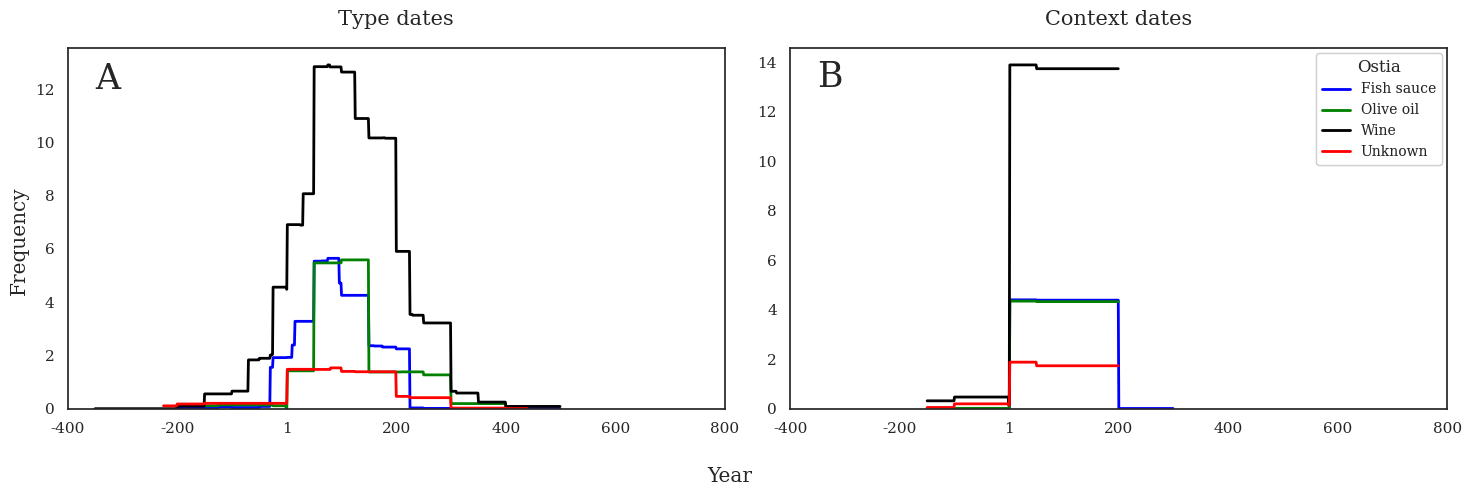 Type dates
Context dates
A
B
Ostia
Fish sauce
Olive oil
Wine
Unknown
Frequency
12
10
8
6
4
2
0
14
12
10
8
6
4
2
0
-400 -200 1 200 400 600 800
-400 -200 1 200 400 600 800
Year